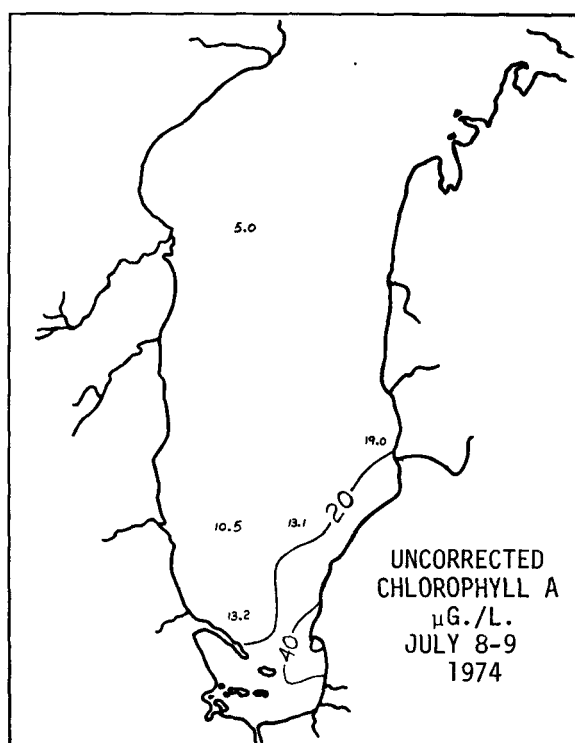 5.0
19.0
20
10.5
13.1
13.2
40
UNCORRECTED
CHLOROPHYLL A
μG./L.
JULY 8-9
1974